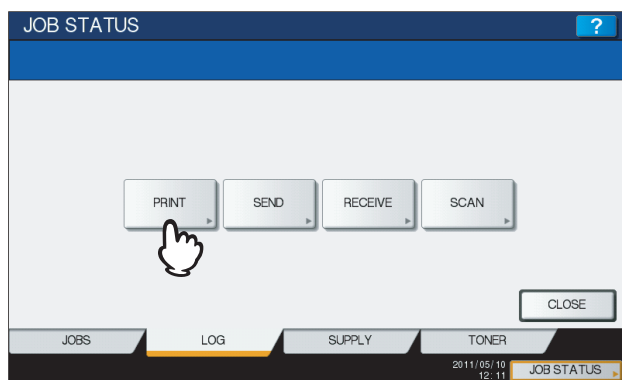 JOB STATUS ?
PRINT SEND RECEIVE SCAN
CLOSE
JOBS LOG SUPPLY TONER
2011/05/10
12:11
JOB STATUS